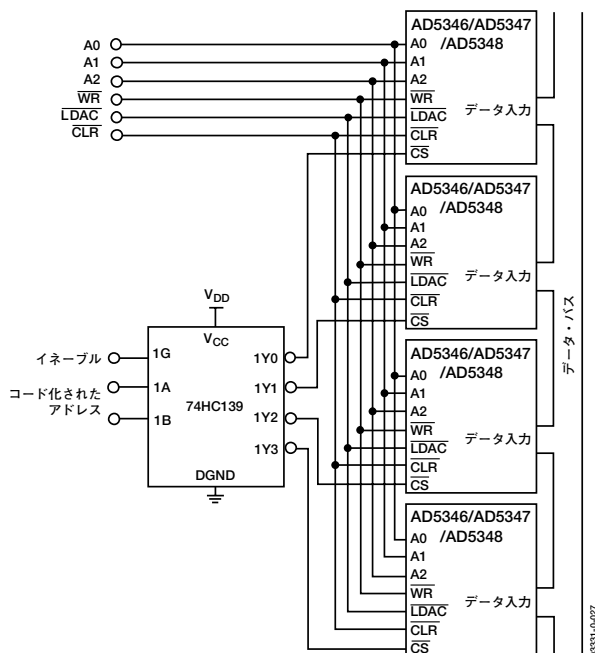 A0
A1
A2
WR
LDAC
CLR
AD5346/AD5347
/AD5348
A0
A1
A2
WR
LDAC
CLR
CS
データ入力
AD5346/AD5347
/AD5348
A0
A1
A2
WR
LDAC
CLR
CS
データ入力
VDD
VCC
イネーブル
コード化された
アドレス
1G
1A
1B
74HC139
1Y0
1Y1
1Y2
1Y3
DGND
AD5346/AD5347
/AD5348
A0
A1
A2
WR
LDAC
CLR
CS
データ入力
AD5346/AD5347
/AD5348
A0
A1
A2
WR
LDAC
CLR
CS
データ入力
データ・バス
03331-0-027